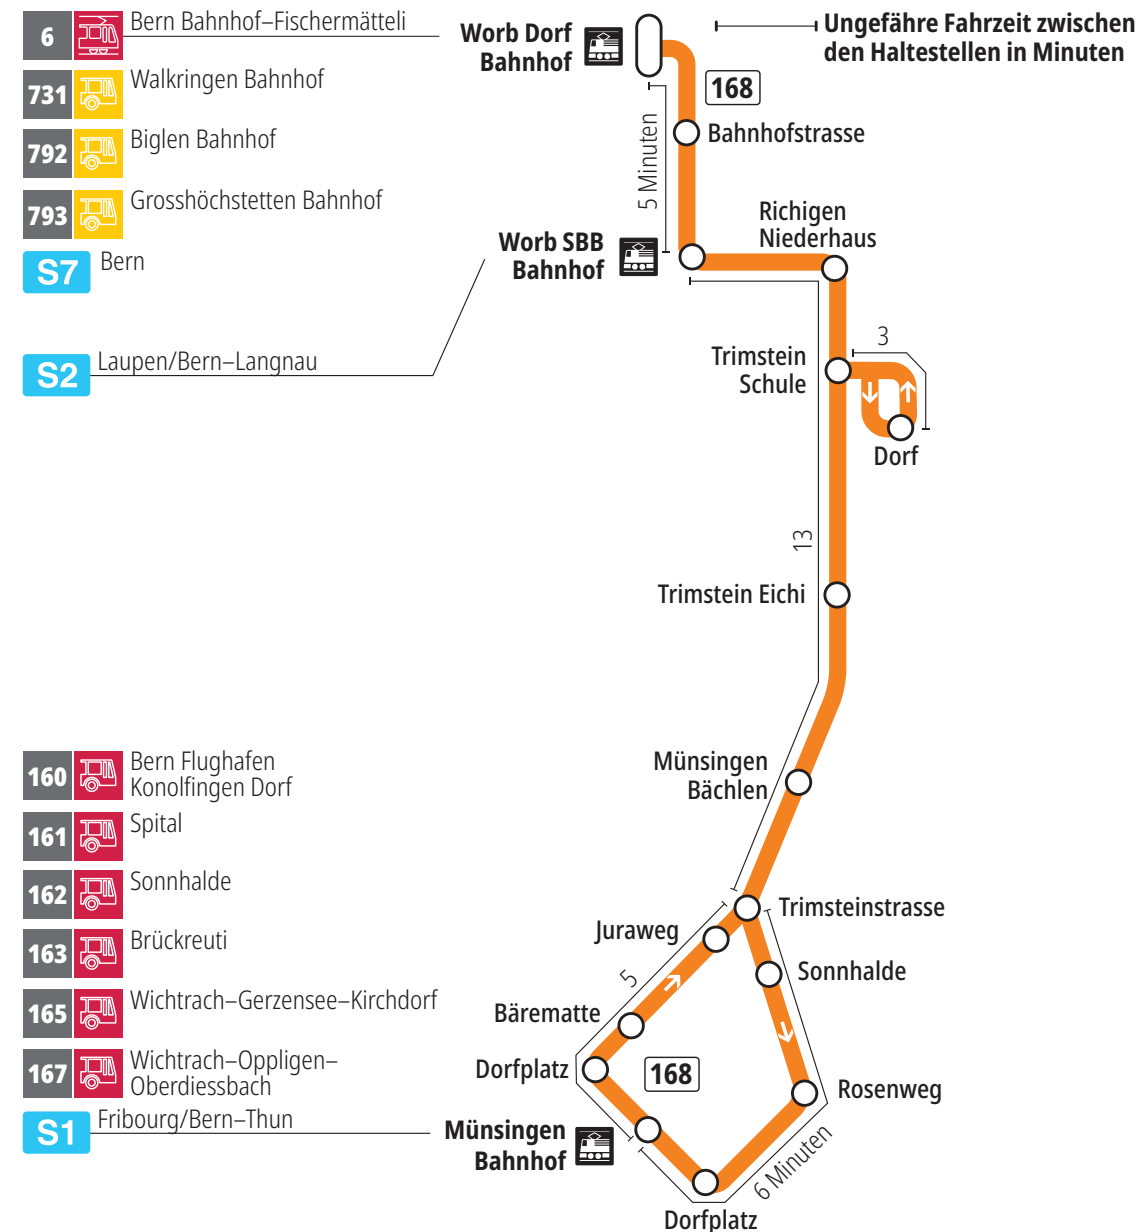 6 Bern Bahnhof–Fischermätteli
731 Walkringen Bahnhof
792 Biglen Bahnhof
793 Grosshöchstetten Bahnhof
S7 Bern
S2 Laupen/Bern–Langnau
Worb Dorf
Bahnhof
Ungefähre Fahrzeit zwischen
den Haltestellen in Minuten
168
5 Minuten
Bahnhofstrasse
Worb SBB
Bahnhof
Richigen
Niederhaus
Trimstein
Schule
3
Dorf
13
Trimstein Eichi
Münsingen
Bächlen
160 Bern Flughafen
Konolfingen Dorf
161 Spital
162 Sonnhalde
163 Brückreuti
165 Wichtrach–Gerzensee–Kirchdorf
167 Wichtrach–Oppligen–
Oberdiessbach
S1 Fribourg/Bern–Thun
Trimsteinstrasse
Juraweg
5
Sonnhalde
Bärematte
Dorfplatz
168
Rosenweg
Münsingen
Bahnhof
6 Minuten
Dorfplatz